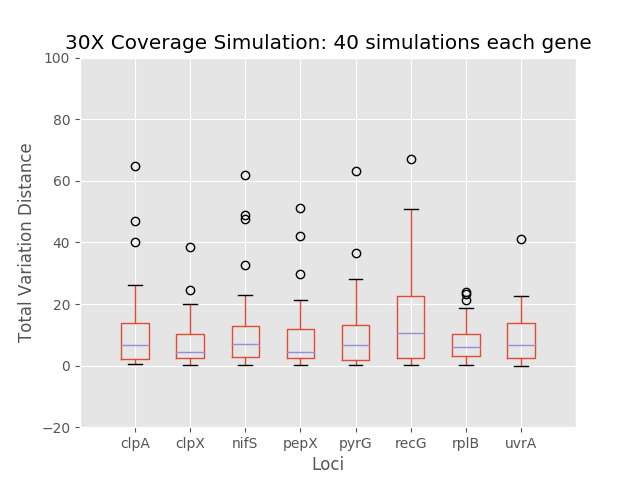 30X Coverage Simulation: 40 simulations each gene
Total Variation Distance
100
80
60
40
20
0
−20
clpA clpX nifS pepX pyrG recG rplB uvrA
Loci